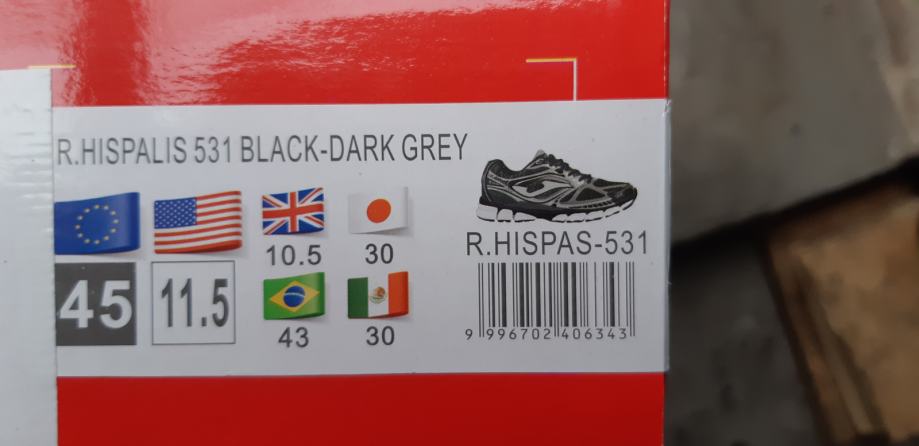 R.HISPALIS 531 BLACK-DARK GREY
10.5 30
R.HISPAS-531
45 11.5
43 30
9 996702 406343